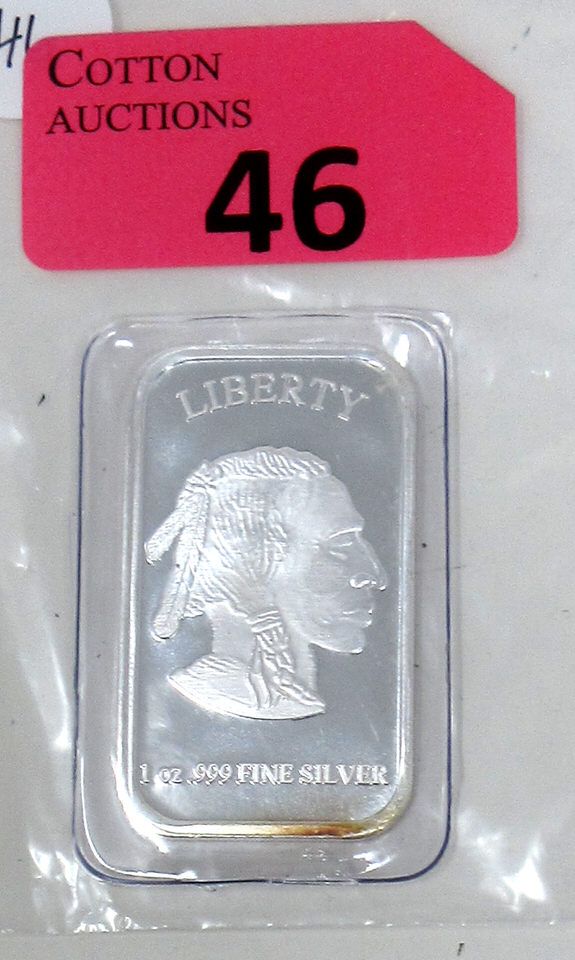 COTTON
AUCTIONS
46
LIBERTY
1 oz .999 FINE SILVER